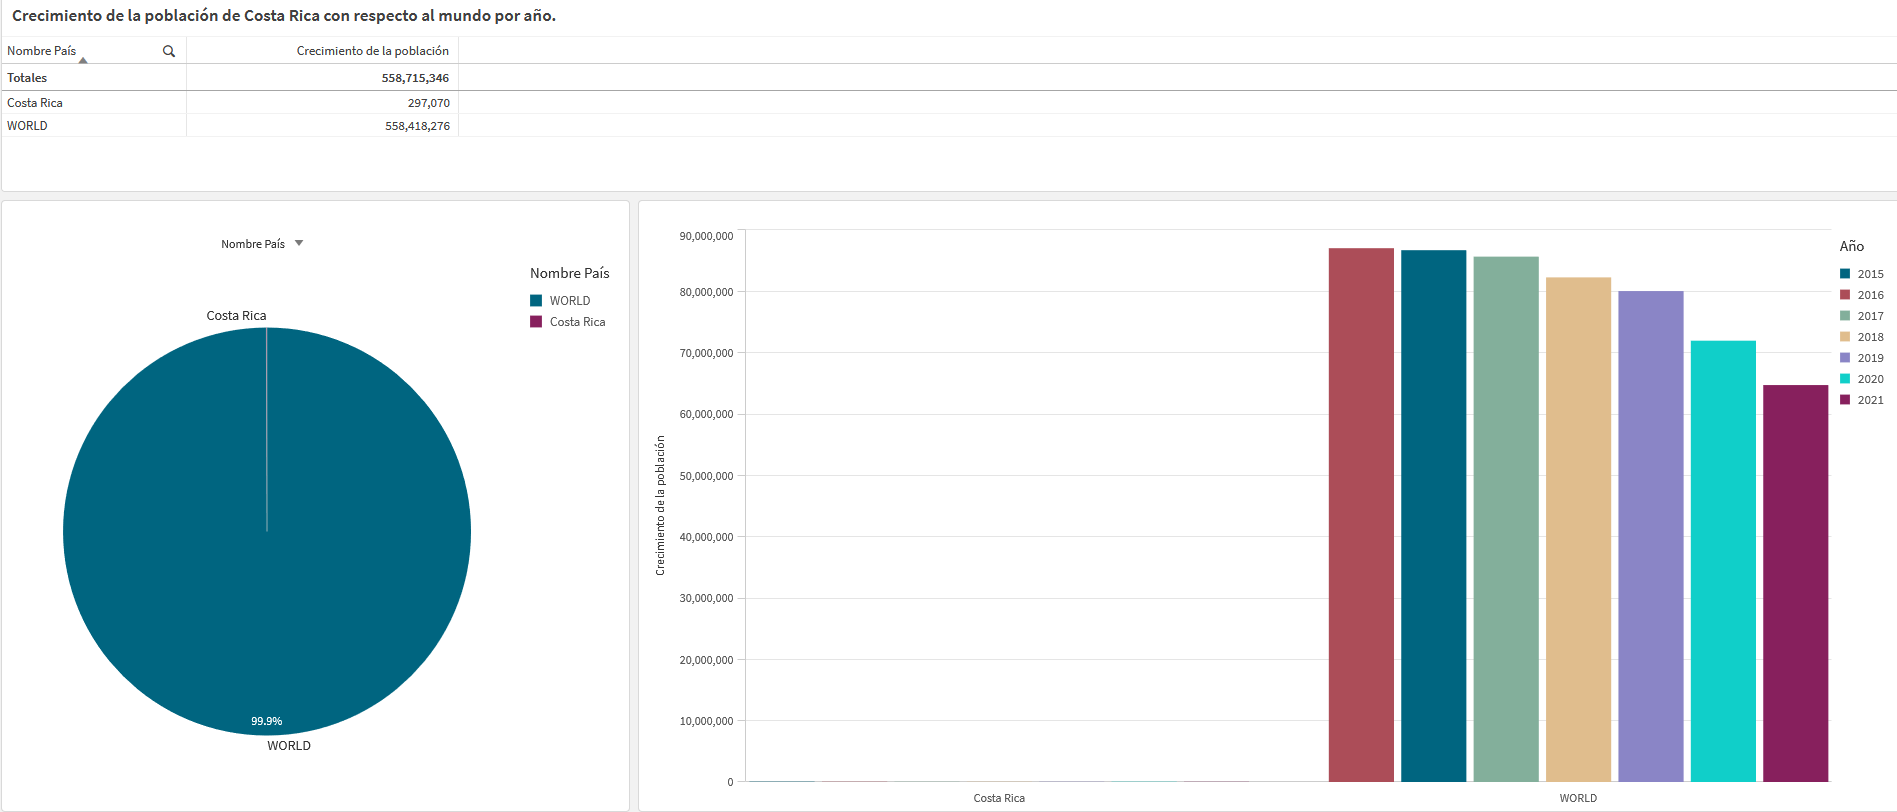 Crecimiento de la población de Costa Rica con respecto al mundo por año.
Nombre País Crecimiento de la población
Totales 558,715,346
Costa Rica 297,070
WORLD 558,418,276
Nombre País
Nombre País
WORLD
Costa Rica
Costa Rica
99.9%
WORLD
Crecimiento de la población
90,000,000
80,000,000
70,000,000
60,000,000
50,000,000
40,000,000
30,000,000
20,000,000
10,000,000
0
Costa Rica
WORLD
Año
2015
2016
2017
2018
2019
2020
2021